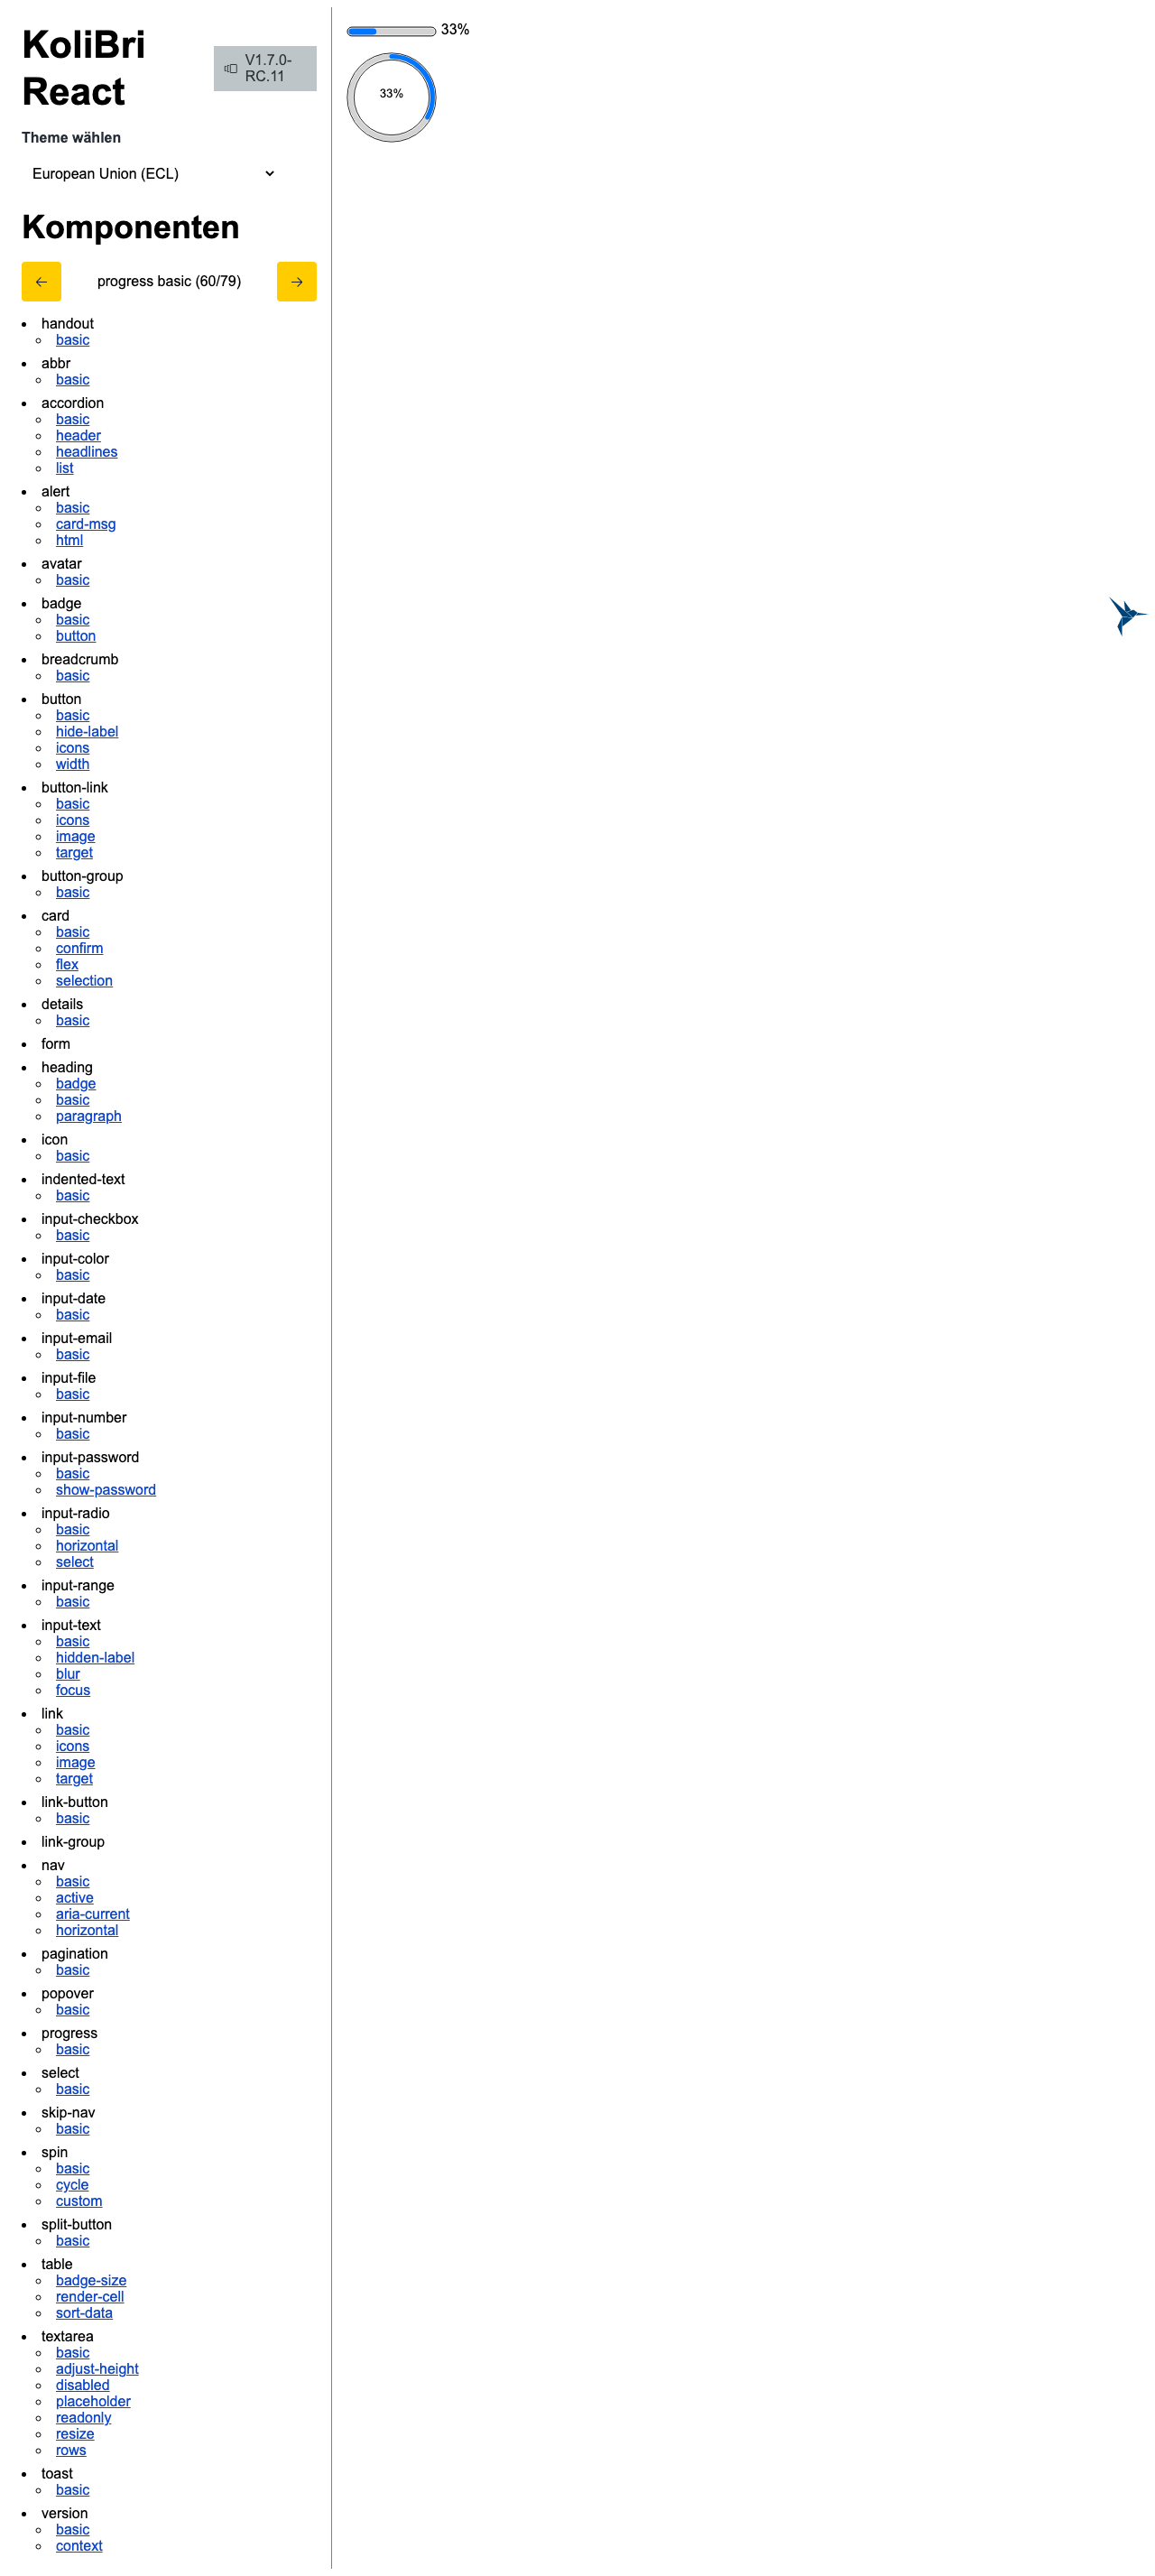 KoliBri
React
V1.7.0-
RC.11
Theme wählen
European Union (ECL)
Komponenten
progress basic (60/79)
handout
basic
abbr
basic
accordion
basic
header
headlines
list
alert
basic
card-msg
html
avatar
basic
badge
basic
button
breadcrumb
basic
button
basic
hide-label
icons
width
button-link
basic
icons
image
target
button-group
basic
card
basic
confirm
flex
selection
details
basic
form
heading
badge
basic
paragraph
icon
basic
indented-text
basic
input-checkbox
basic
input-color
basic
input-date
basic
input-email
basic
input-file
basic
input-number
basic
input-password
basic
show-password
input-radio
basic
horizontal
select
input-range
basic
input-text
basic
hidden-label
blur
focus
link
basic
icons
image
target
link-button
basic
link-group
nav
basic
active
aria-current
horizontal
pagination
basic
popover
basic
progress
basic
select
basic
skip-nav
basic
spin
basic
cycle
custom
split-button
basic
table
badge-size
render-cell
sort-data
textarea
basic
adjust-height
disabled
placeholder
readonly
resize
rows
toast
basic
version
basic
context
33%
33%